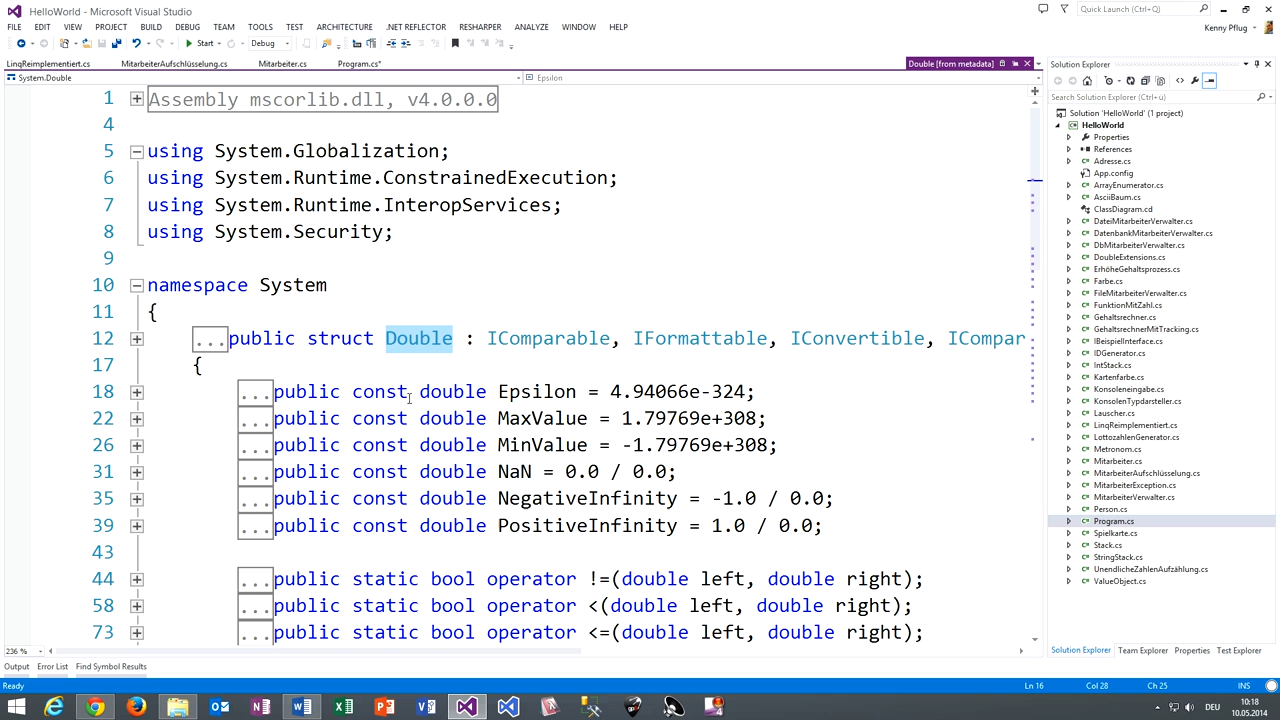 HelloWorld - Microsoft Visual Studio
Quick Launch (Ctrl+Q)
FILE EDIT VIEW PROJECT BUILD DEBUG TEAM TOOLS TEST ARCHITECTURE .NET REFLECTOR RESHARPER ANALYZE WINDOW HELP
Kenny Pflug
Start Debug
LinqReimplementiert.cs MitarbeiterAufschlüsselung.cs Mitarbeiter.cs Program.cs* Double [from metadata]
System.Double Epsilon
1 Assembly mscorlib.dll, v4.0.0.0
4
5 using System.Globalization;
6 using System.Runtime.ConstrainedExecution;
7 using System.Runtime.InteropServices;
8 using System.Security;
9
10 namespace System
11 {
12 ...public struct Double : IComparable, IFormattable, IConvertible, ICompar
17 {
18 ...public const double Epsilon = 4.94066e-324;
22 ...public const double MaxValue = 1.79769e+308;
26 ...public const double MinValue = -1.79769e+308;
31 ...public const double NaN = 0.0 / 0.0;
35 ...public const double NegativeInfinity = -1.0 / 0.0;
39 ...public const double PositiveInfinity = 1.0 / 0.0;
43
44 ...public static bool operator !=(double left, double right);
58 ...public static bool operator <(double left, double right);
73 ...public static bool operator <=(double left, double right);
236 %
Solution Explorer
Search Solution Explorer (Ctrl+ü)
Solution 'HelloWorld' (1 project)
HelloWorld
Properties
References
Adresse.cs
App.config
ArrayEnumerator.cs
AsciiBaum.cs
ClassDiagram.cd
DateiMitarbeiterVerwalter.cs
DatenbankMitarbeiterVerwalter.cs
DbMitarbeiterVerwalter.cs
DoubleExtensions.cs
ErhöheGehaltsprozess.cs
Farbe.cs
FileMitarbeiterVerwalter.cs
FunktionMitZahl.cs
Gehaltsrechner.cs
GehaltsrechnerMitTracking.cs
IBeispielInterface.cs
IDGenerator.cs
IntStack.cs
Kartenfarbe.cs
Konsoleneingabe.cs
KonsolenTypdarsteller.cs
Lauscher.cs
LinqReimplementiert.cs
LottozahlenGenerator.cs
Metronom.cs
Mitarbeiter.cs
MitarbeiterAufschlüsselung.cs
MitarbeiterException.cs
MitarbeiterVerwalter.cs
Person.cs
Program.cs
Spielkarte.cs
Stack.cs
StringStack.cs
UnendlicheZahlenAufzählung.cs
ValueObject.cs
Solution Explorer Team Explorer Properties Test Explorer
Output Error List Find Symbol Results
Ready Ln 16 Col 28 Ch 25 INS
DEU 10:18
10.05.2014